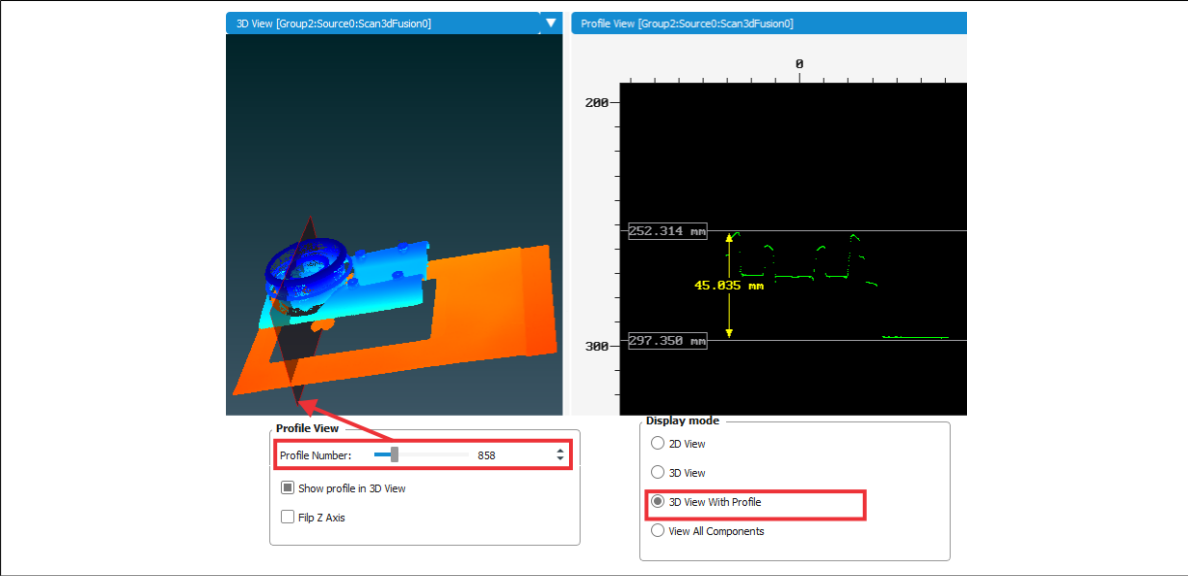 3D View [Group2:Source0:Scan3dFusion0]
Profile View [Group2:Source0:Scan3dFusion0]
0
200
252.314 mm
45.035 mm
297.350 mm
300
Profile View
Profile Number: 858
Show profile in 3D View
Filp Z Axis
Display mode
2D View
3D View
3D View With Profile
View All Components